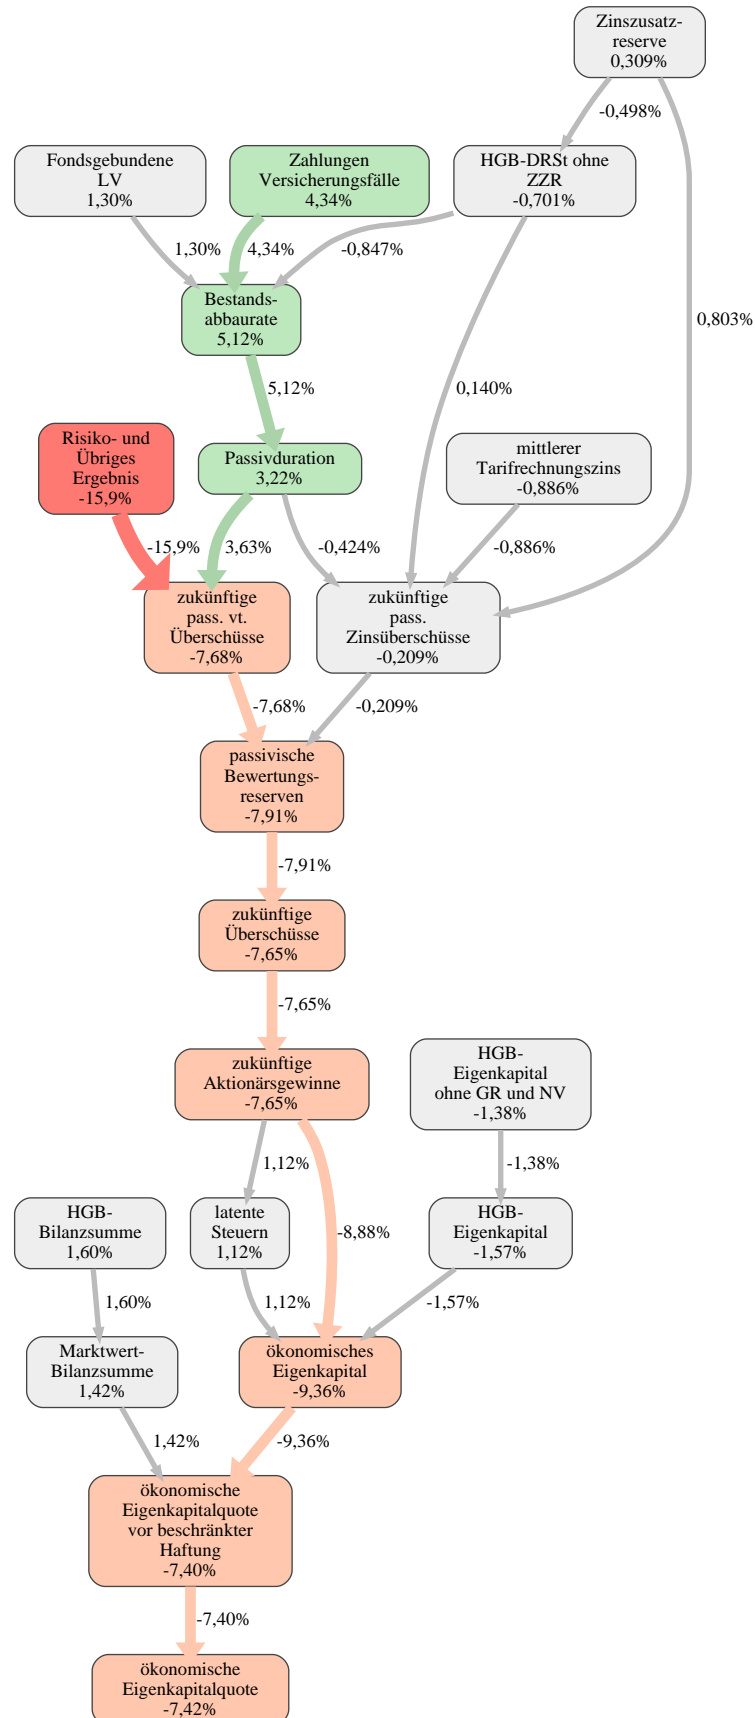 Zinszusatz-
reserve
0,309%
-0,498%
Fondsgebundene
LV
1,30%
Zahlungen
Versicherungsfälle
4,34%
HGB-DRSt ohne
ZZR
-0,701%
1,30%
4,34%
-0,847%
Bestands-
abbaurate
5,12%
0,803%
5,12%
0,140%
Risiko- und
Übriges
Ergebnis
-15,9%
Passivduration
3,22%
mittlerer
Tarifrechnungszins
-0,886%
-15,9%
3,63%
-0,424%
-0,886%
zukünftige
pass. vt.
Überschüsse
-7,68%
zukünftige
pass.
Zinsüberschüsse
-0,209%
-7,68%
-0,209%
passivische
Bewertungs-
reserven
-7,91%
-7,91%
zukünftige
Überschüsse
-7,65%
-7,65%
zukünftige
Aktionärsgewinne
-7,65%
HGB-
Eigenkapital
ohne GR und NV
-1,38%
1,12%
-1,38%
HGB-
Bilanzsumme
1,60%
latente
Steuern
1,12%
-8,88%
HGB-
Eigenkapital
-1,57%
1,60%
1,12%
-1,57%
Marktwert-
Bilanzsumme
1,42%
ökonomisches
Eigenkapital
-9,36%
1,42%
-9,36%
ökonomische
Eigenkapitalquote
vor beschränkter
Haftung
-7,40%
-7,40%
ökonomische
Eigenkapitalquote
-7,42%